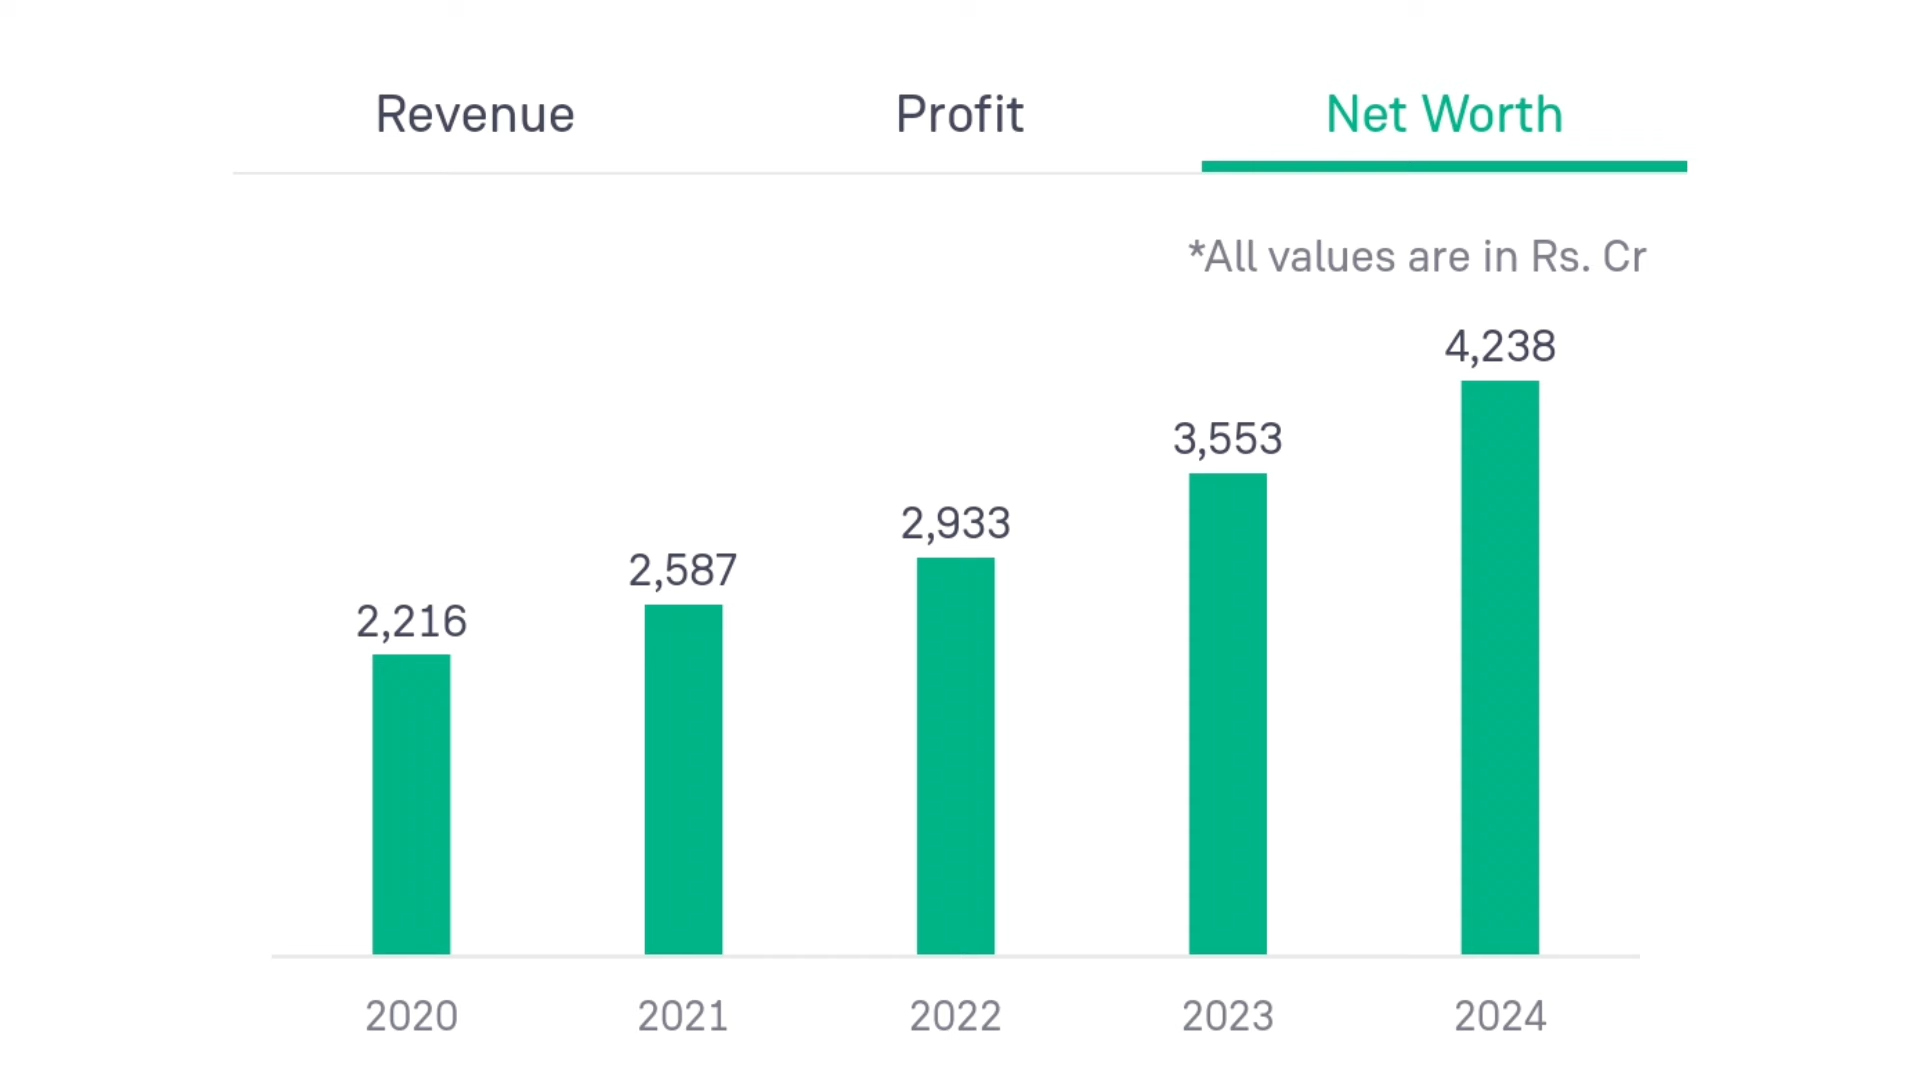 Revenue Profit Net Worth
*All values are in Rs. Cr
4,238
3,553
2,933
2,587
2,216
2020 2021 2022 2023 2024